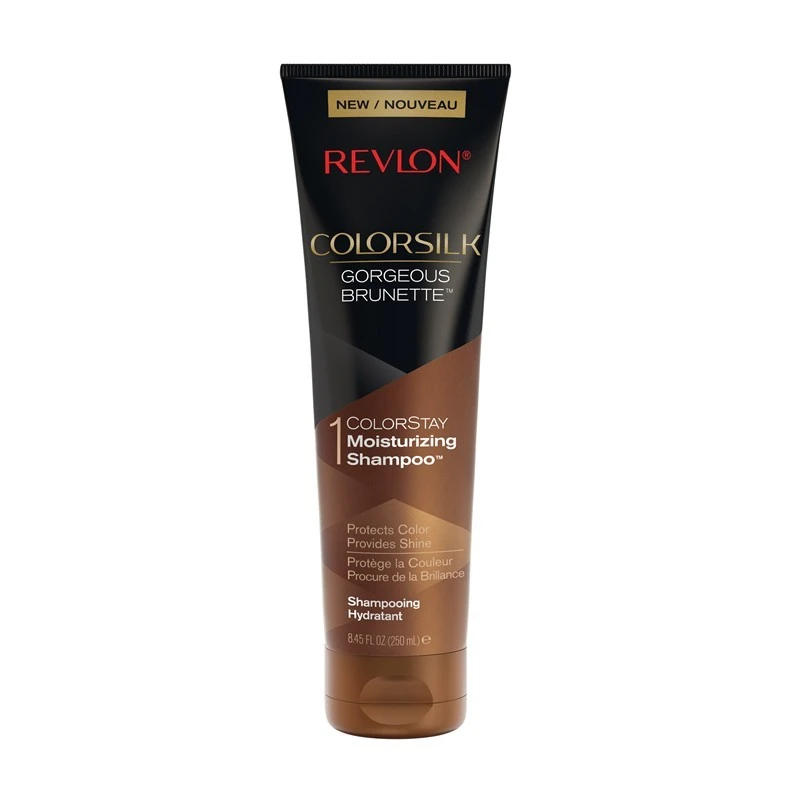 NEW / NOUVEAU
REVLON®
COLORSILK
GORGEOUS
BRUNETTE™
1 COLORSTAY
Moisturizing
Shampoo™
Protects Color
Provides Shine
Protège la Couleur
Procure de la Brillance
Shampooing
Hydratant
8.45 FL OZ (250 mL) ℮